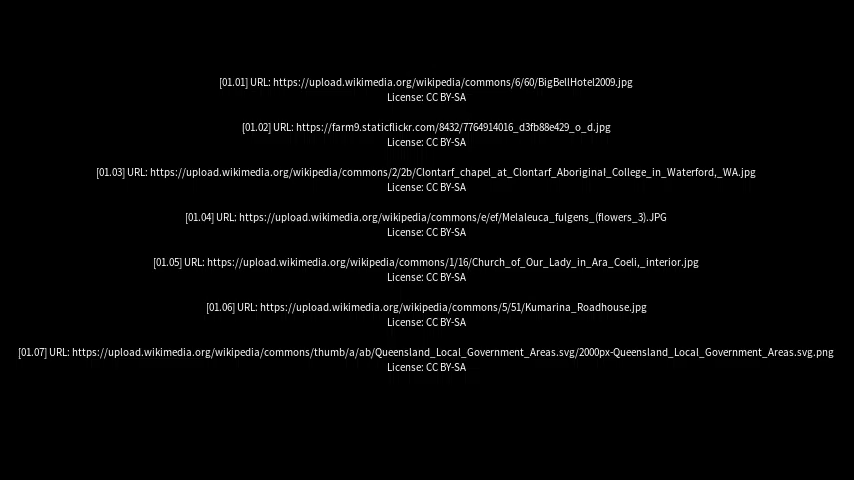 [01.01] URL: https://upload.wikimedia.org/wikipedia/commons/6/60/BigBellHotel2009.jpg
License: CC BY-SA
[01.02] URL: https://farm9.staticflickr.com/8432/7764914016_d3fb88e429_o_d.jpg
License: CC BY-SA
[01.03] URL: https://upload.wikimedia.org/wikipedia/commons/2/2b/Clontarf_chapel_at_Clontarf_Aboriginal_College_in_Waterford,_WA.jpg
License: CC BY-SA
[01.04] URL: https://upload.wikimedia.org/wikipedia/commons/e/ef/Melaleuca_fulgens_(flowers_3).JPG
License: CC BY-SA
[01.05] URL: https://upload.wikimedia.org/wikipedia/commons/1/16/Church_of_Our_Lady_in_Ara_Coeli,_interior.jpg
License: CC BY-SA
[01.06] URL: https://upload.wikimedia.org/wikipedia/commons/5/51/Kumarina_Roadhouse.jpg
License: CC BY-SA
[01.07] URL: https://upload.wikimedia.org/wikipedia/commons/thumb/a/ab/Queensland_Local_Government_Areas.svg/2000px-Queensland_Local_Government_Areas.svg.png
License: CC BY-SA